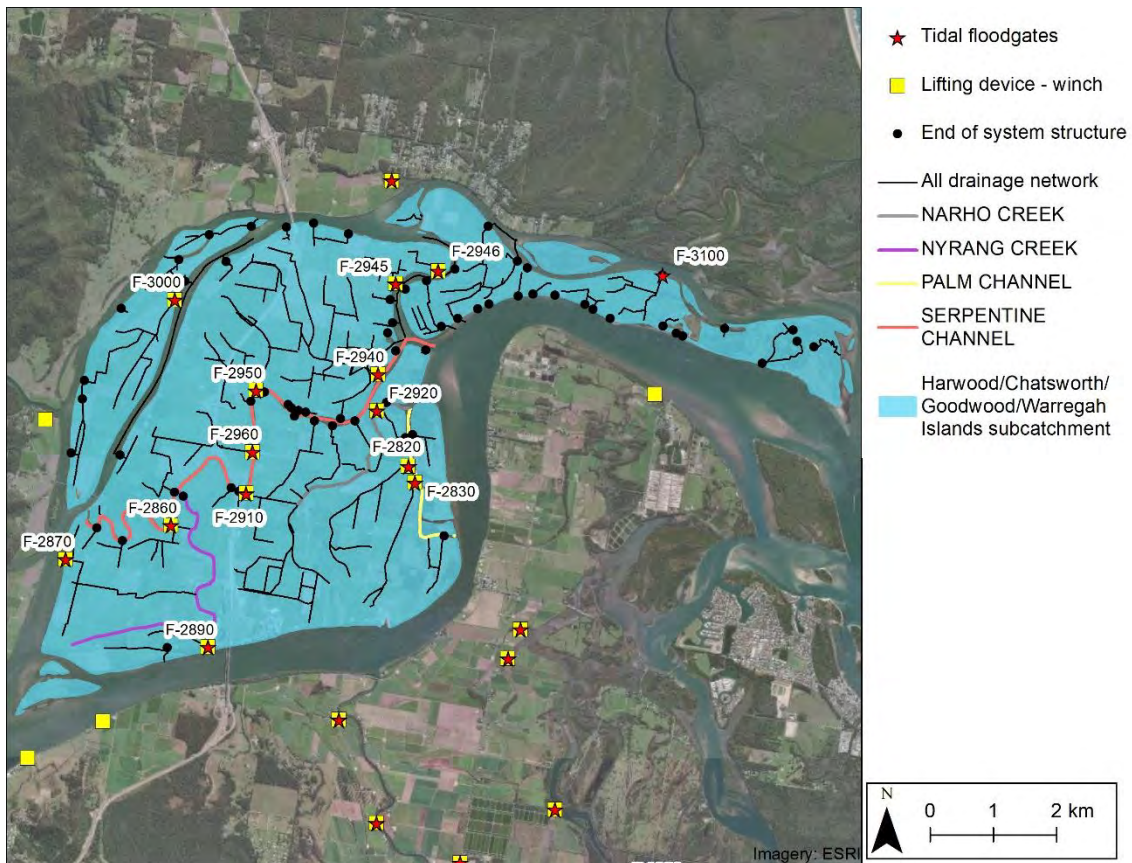 F-3100
F-2946
F-2945
F-3000
F-2940
F-2950
F-2920
F-2960
F-2820
F-2830
F-2860
F-2910
F-2870
F-2890
Imagery: ESRI
Tidal floodgates
Lifting device - winch
End of system structure
All drainage network
NARHO CREEK
NYRANG CREEK
PALM CHANNEL
SERPENTINE
CHANNEL
Harwood/Chatsworth/
Goodwood/Warregah
Islands subcatchment
N
0 1 2 km